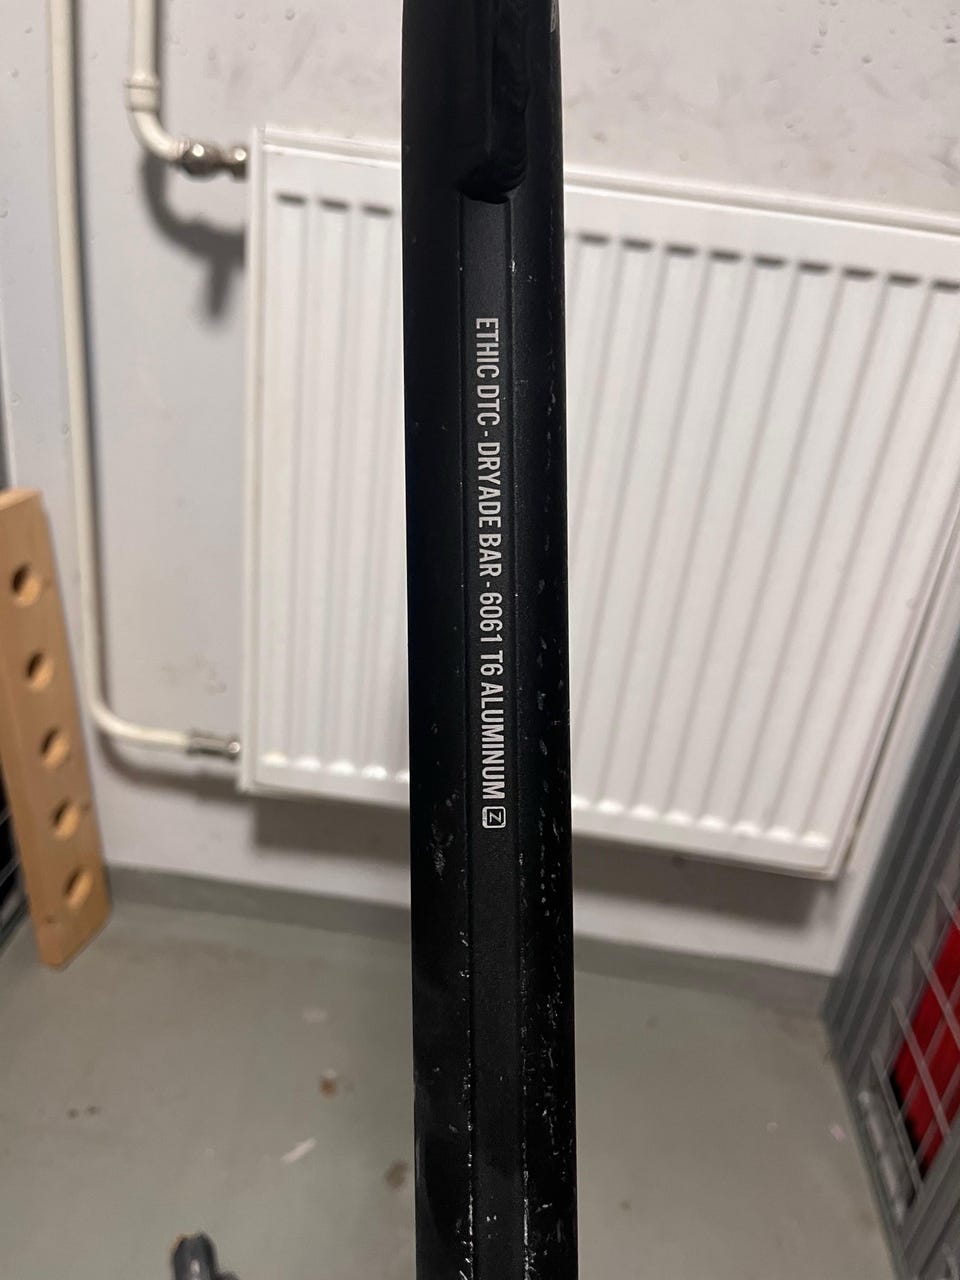 ETHIC DTC - DRYADE BAR - 6061 T6 ALUMINUM Z